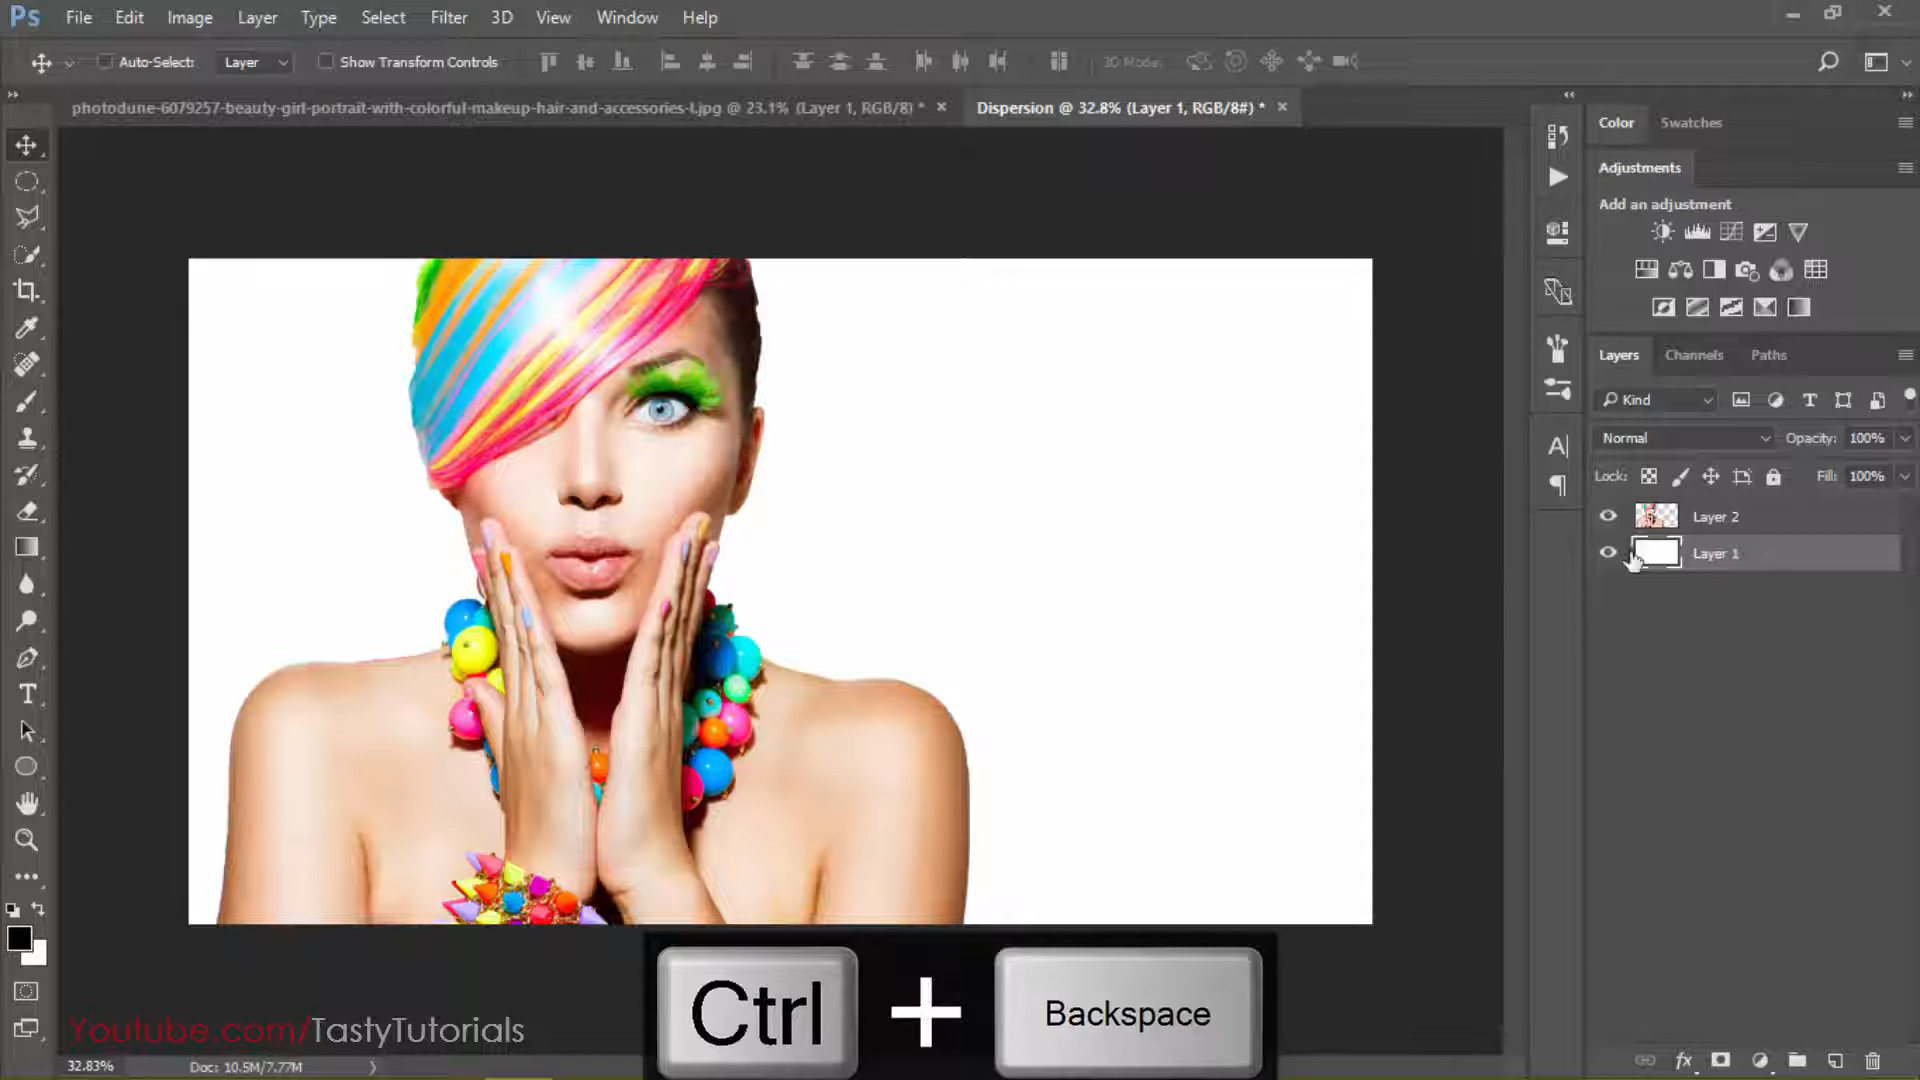 Ps File Edit Image Layer Type Select Filter 3D View Window Help
Auto-Select: Layer Show Transform Controls 3D Mode:
photodune-6079257-beauty-girl-portrait-with-colorful-makeup-hair-and-accessories-l.jpg @ 23.1% (Layer 1, RGB/8) * × Dispersion @ 32.8% (Layer 1, RGB/8#) * ×
Color Swatches
Adjustments
Add an adjustment
Layers Channels Paths
Kind
Normal Opacity: 100%
Lock: Fill: 100%
Layer 2
Layer 1
Ctrl + Backspace
Youtube.com/TastyTutorials
32.83% Doc: 10.5M/7.77M